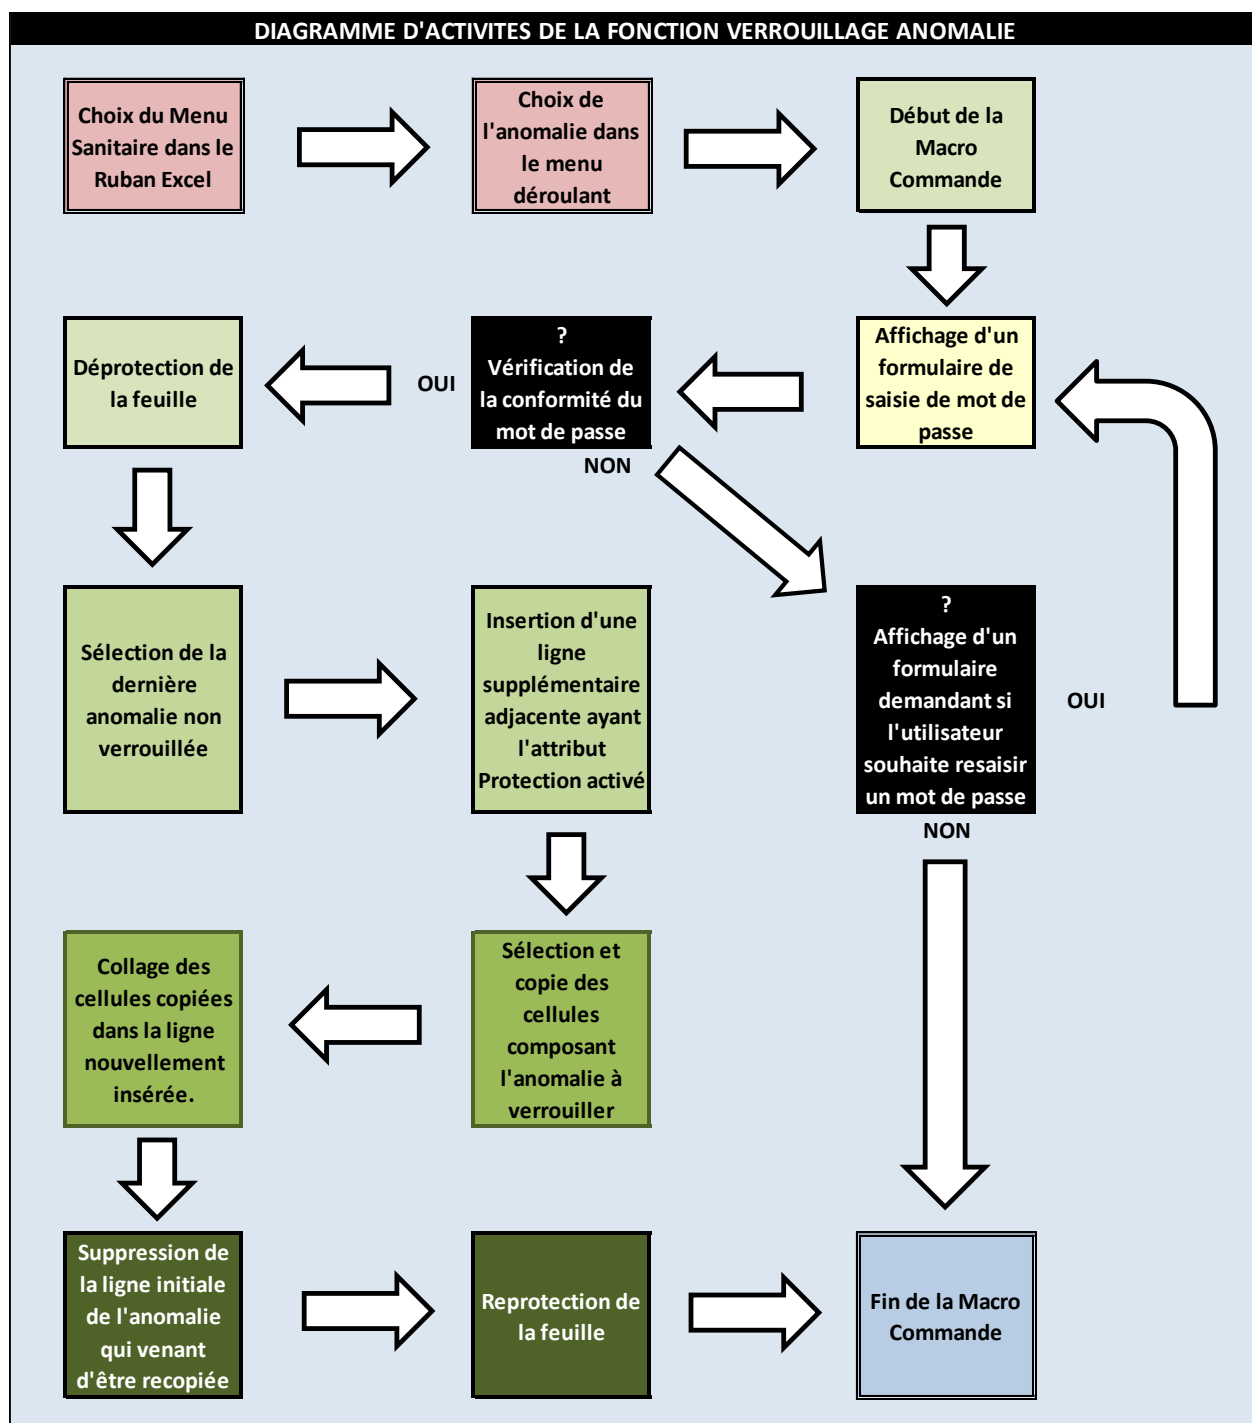 DIAGRAMME D'ACTIVITES DE LA FONCTION VERROUILLAGE ANOMALIE
Choix du Menu
Sanitaire dans le
Ruban Excel
Choix de
l'anomalie dans
le menu
déroulant
Début de la
Macro
Commande
Déprotection de
la feuille
OUI
?
Vérification de
la conformité du
mot de passe
NON
Affichage d'un
formulaire de
saisie de mot de
passe
Sélection de la
dernière
anomalie non
verrouillée
Insertion d'une
ligne
supplémentaire
adjacente ayant
l'attribut
Protection activé
?
Affichage d'un
formulaire
demandant si
l'utilisateur
souhaite resaisir
un mot de passe
OUI
NON
Collage des
cellules copiées
dans la ligne
nouvellement
insérée.
Sélection et
copie des
cellules
composant
l'anomalie à
verrouiller
Suppression de
la ligne initiale
de l'anomalie
qui venant
d'être recopiée
Reprotection de
la feuille
Fin de la Macro
Commande